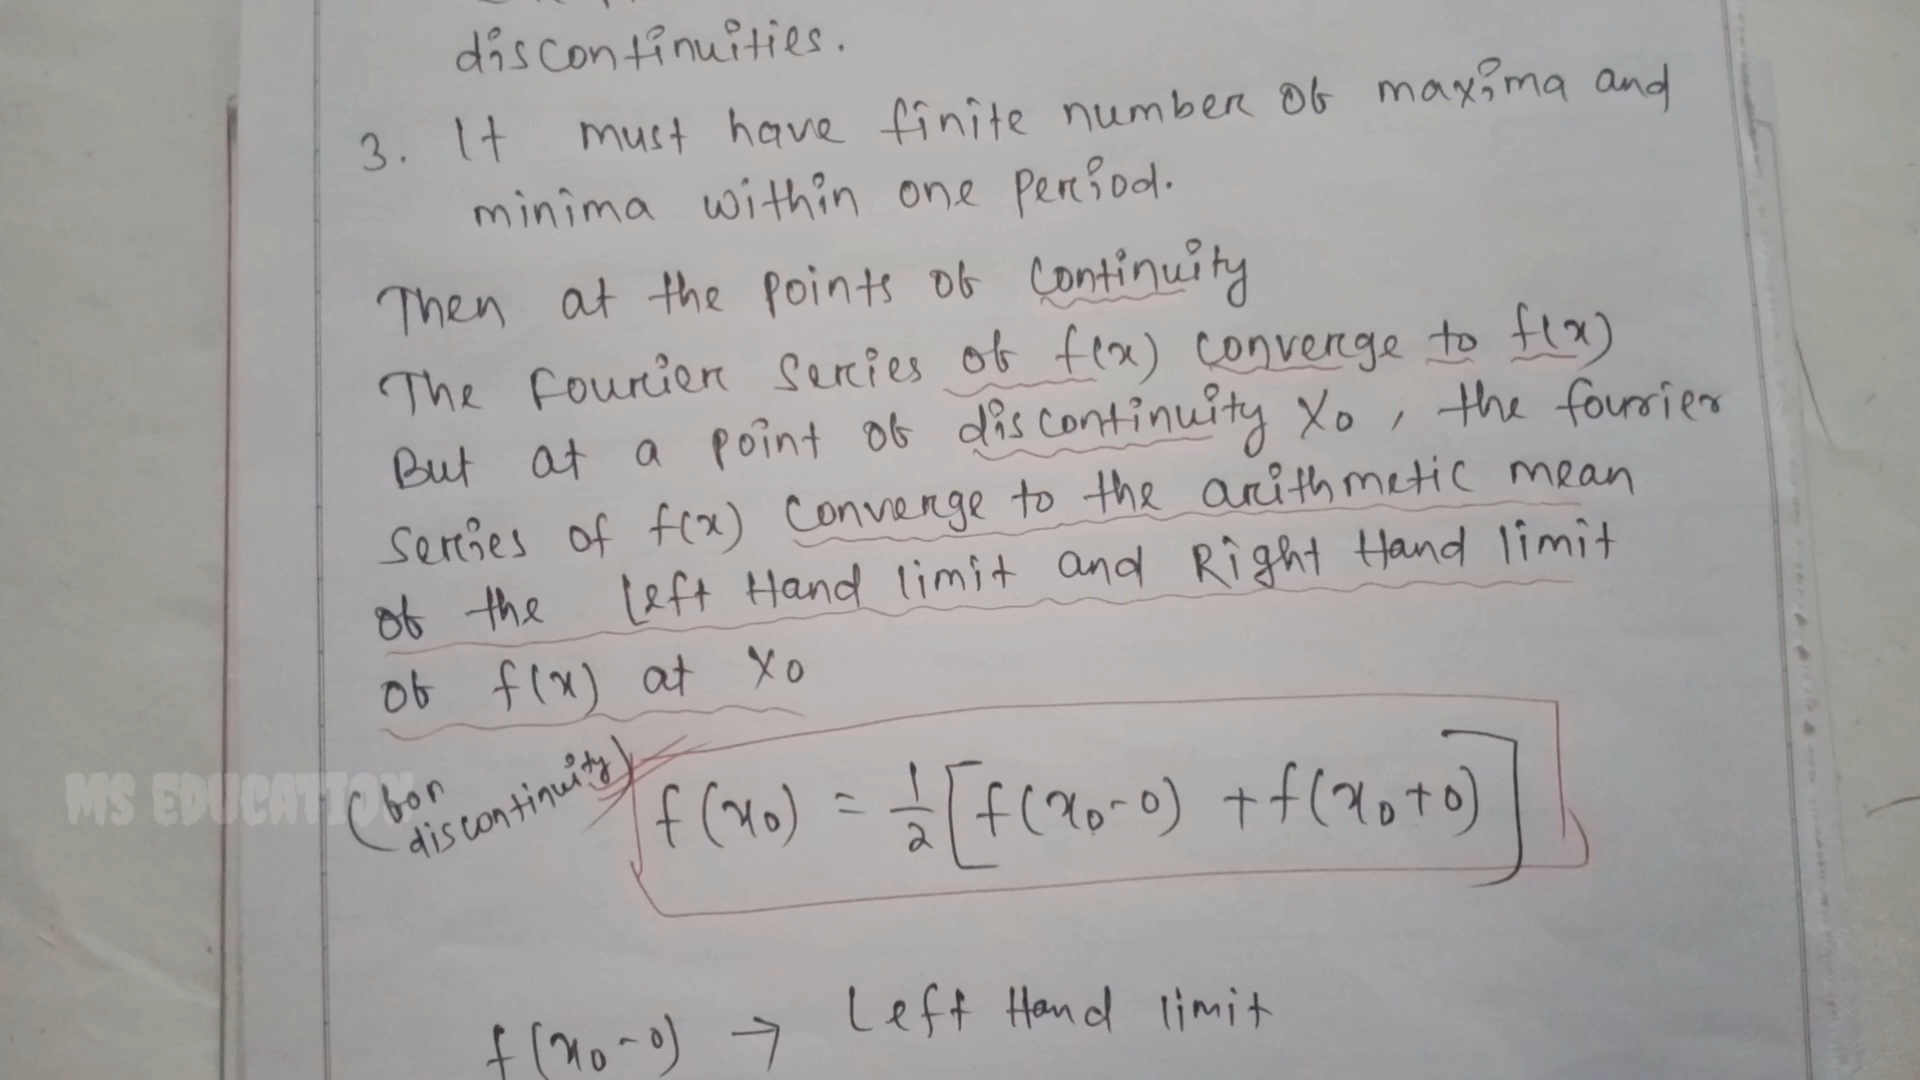 discontinuities.
3. It must have finite number of maxima and
minima within one period.
Then at the points of continuity
The Fourier Series of f(x) converge to f(x)
But at a point of discontinuity x₀, the fourier
series of f(x) converge to the arithmetic mean
of the Left Hand limit and Right Hand limit
of f(x) at x₀
(for discontinuity) f(x₀) = 1/2 [f(x₀-0) + f(x₀+0)]
MS EDUCATION
f(x₀-0) → Left Hand limit